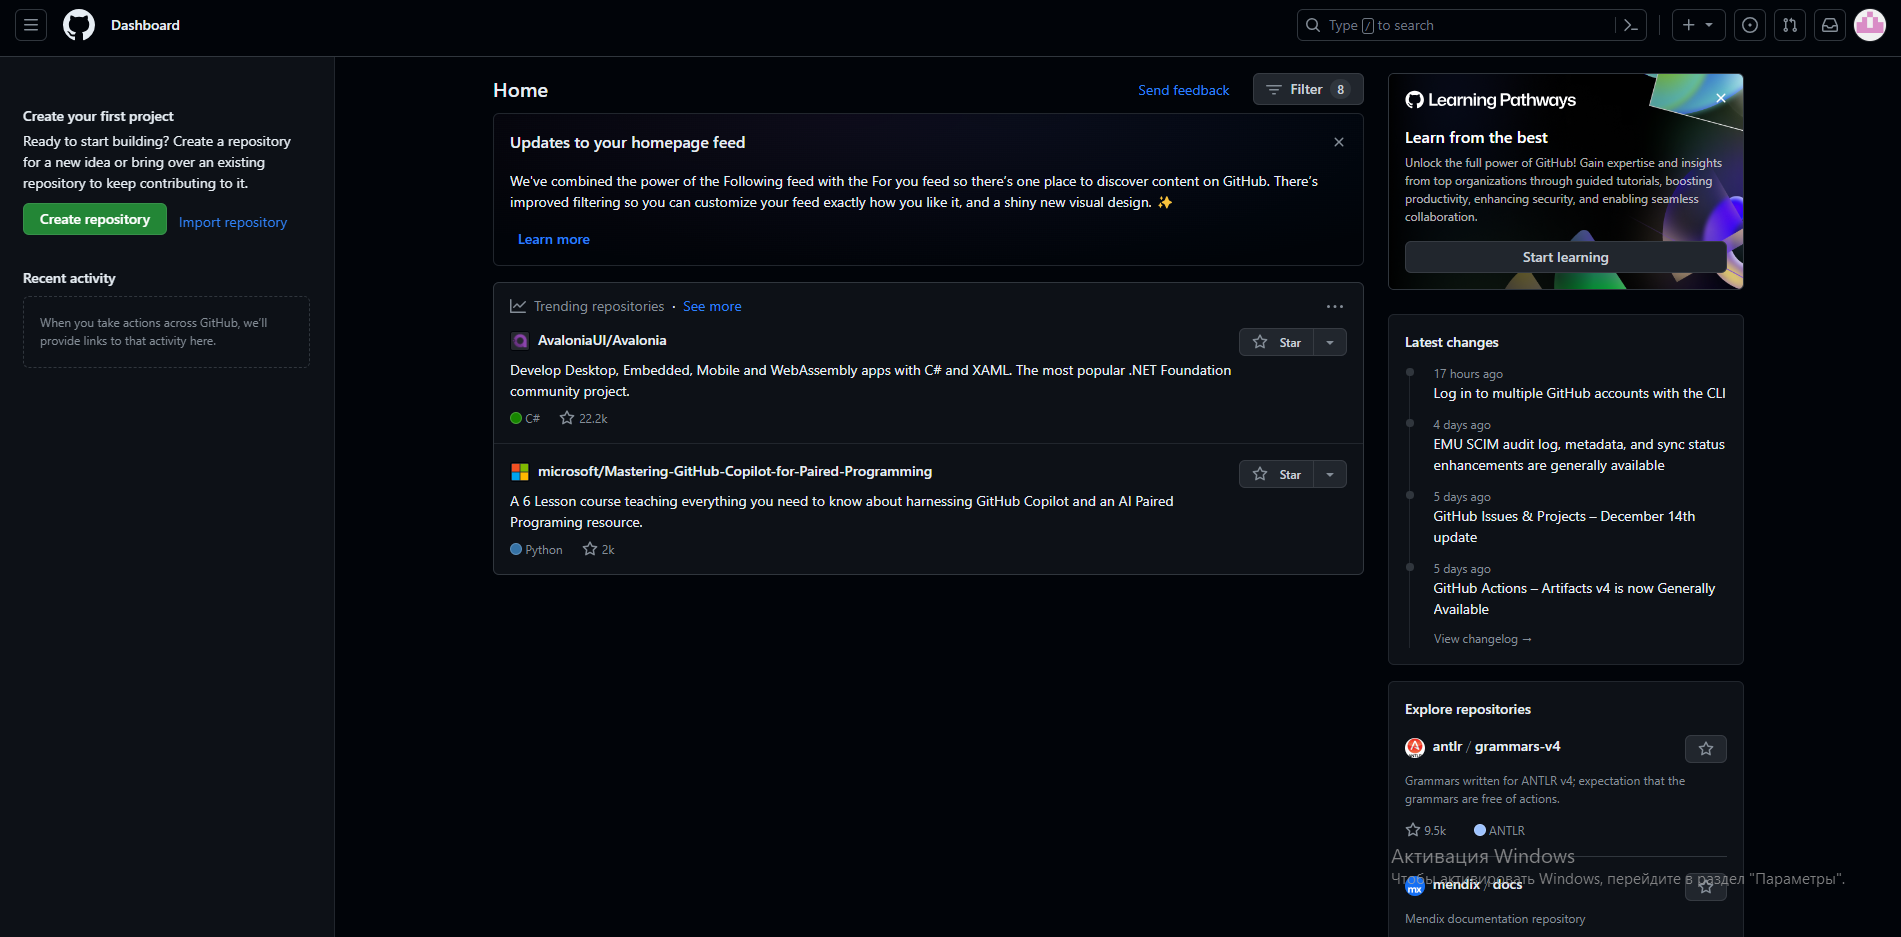 Dashboard
Type / to search
Create your first project
Ready to start building? Create a repository
for a new idea or bring over an existing
repository to keep contributing to it.
Create repository
Import repository
Recent activity
When you take actions across GitHub, we’ll
provide links to that activity here.
Home
Send feedback
Filter 8
Updates to your homepage feed
We've combined the power of the Following feed with the For you feed so there’s one place to discover content on GitHub. There’s
improved filtering so you can customize your feed exactly how you like it, and a shiny new visual design. ✨
Learn more
Trending repositories · See more
AvaloniaUI/Avalonia
Star
Develop Desktop, Embedded, Mobile and WebAssembly apps with C# and XAML. The most popular .NET Foundation
community project.
C# 22.2k
microsoft/Mastering-GitHub-Copilot-for-Paired-Programming
Star
A 6 Lesson course teaching everything you need to know about harnessing GitHub Copilot and an AI Paired
Programing resource.
Python 2k
Learning Pathways
Learn from the best
Unlock the full power of GitHub! Gain expertise and insights
from top organizations through guided tutorials, boosting
productivity, enhancing security, and enabling seamless
collaboration.
Start learning
Latest changes
17 hours ago
Log in to multiple GitHub accounts with the CLI
4 days ago
EMU SCIM audit log, metadata, and sync status
enhancements are generally available
5 days ago
GitHub Issues & Projects – December 14th
update
5 days ago
GitHub Actions – Artifacts v4 is now Generally
Available
View changelog →
Explore repositories
antlr / grammars-v4
Grammars written for ANTLR v4; expectation that the
grammars are free of actions.
9.5k ANTLR
Активация Windows
Чтобы активировать Windows, перейдите в раздел "Параметры".
mx
mendix / docs
Mendix documentation repository